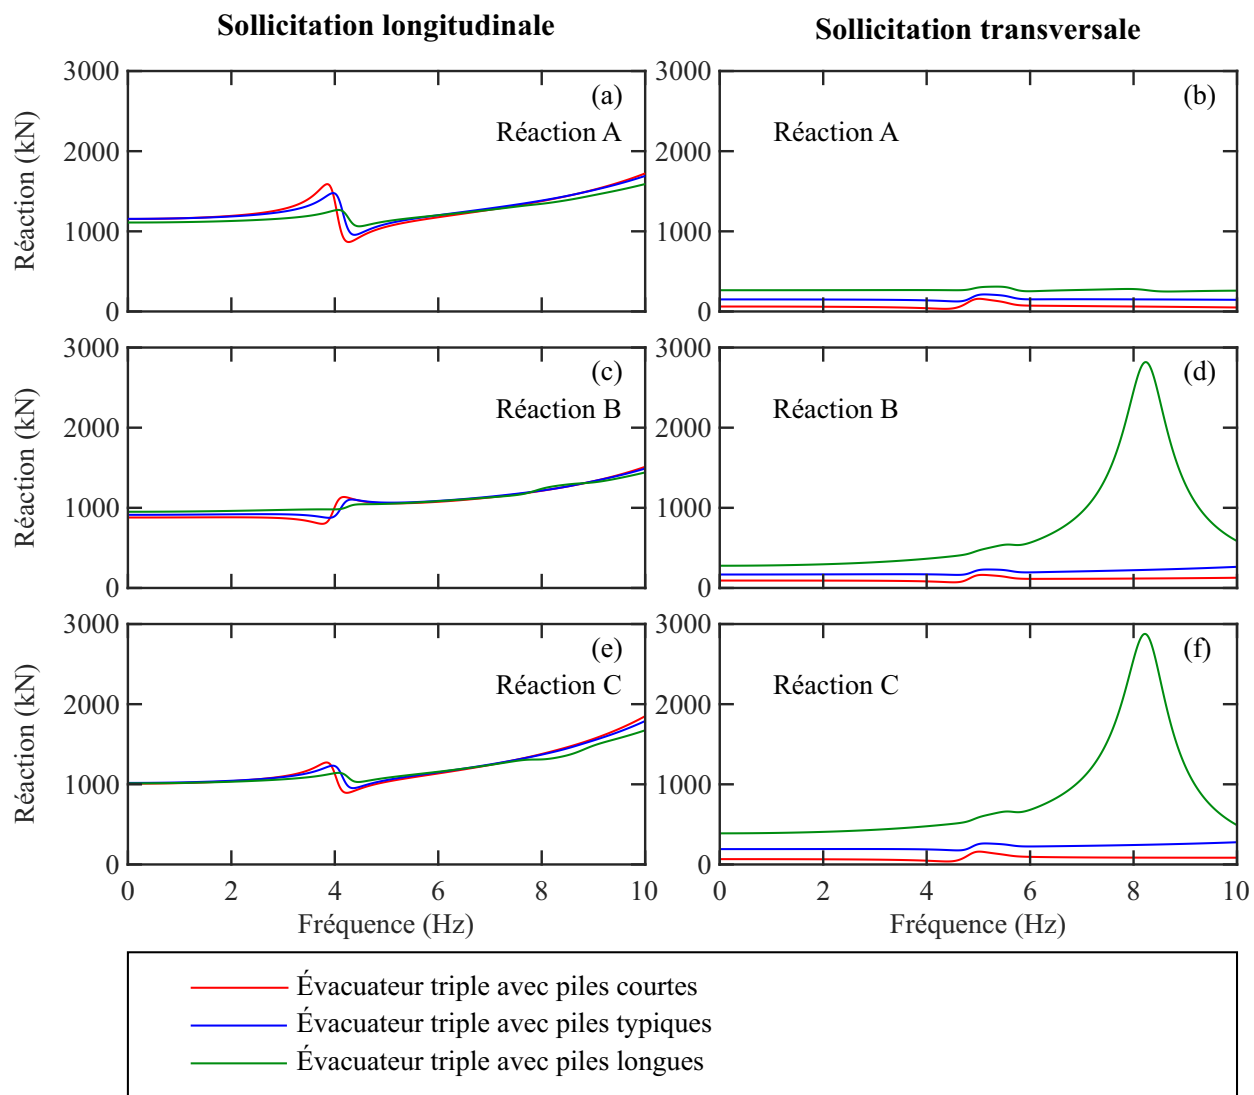 Sollicitation longitudinale
Sollicitation transversale
3000
2000
1000
0
Réaction (kN)
(a)
Réaction A
3000
2000
1000
0
(b)
Réaction A
3000
2000
1000
0
Réaction (kN)
(c)
Réaction B
3000
2000
1000
0
(d)
Réaction B
3000
2000
1000
0
Réaction (kN)
(e)
Réaction C
0 2 4 6 8 10
Fréquence (Hz)
3000
2000
1000
0
(f)
Réaction C
0 2 4 6 8 10
Fréquence (Hz)
Évacuateur triple avec piles courtes
Évacuateur triple avec piles typiques
Évacuateur triple avec piles longues